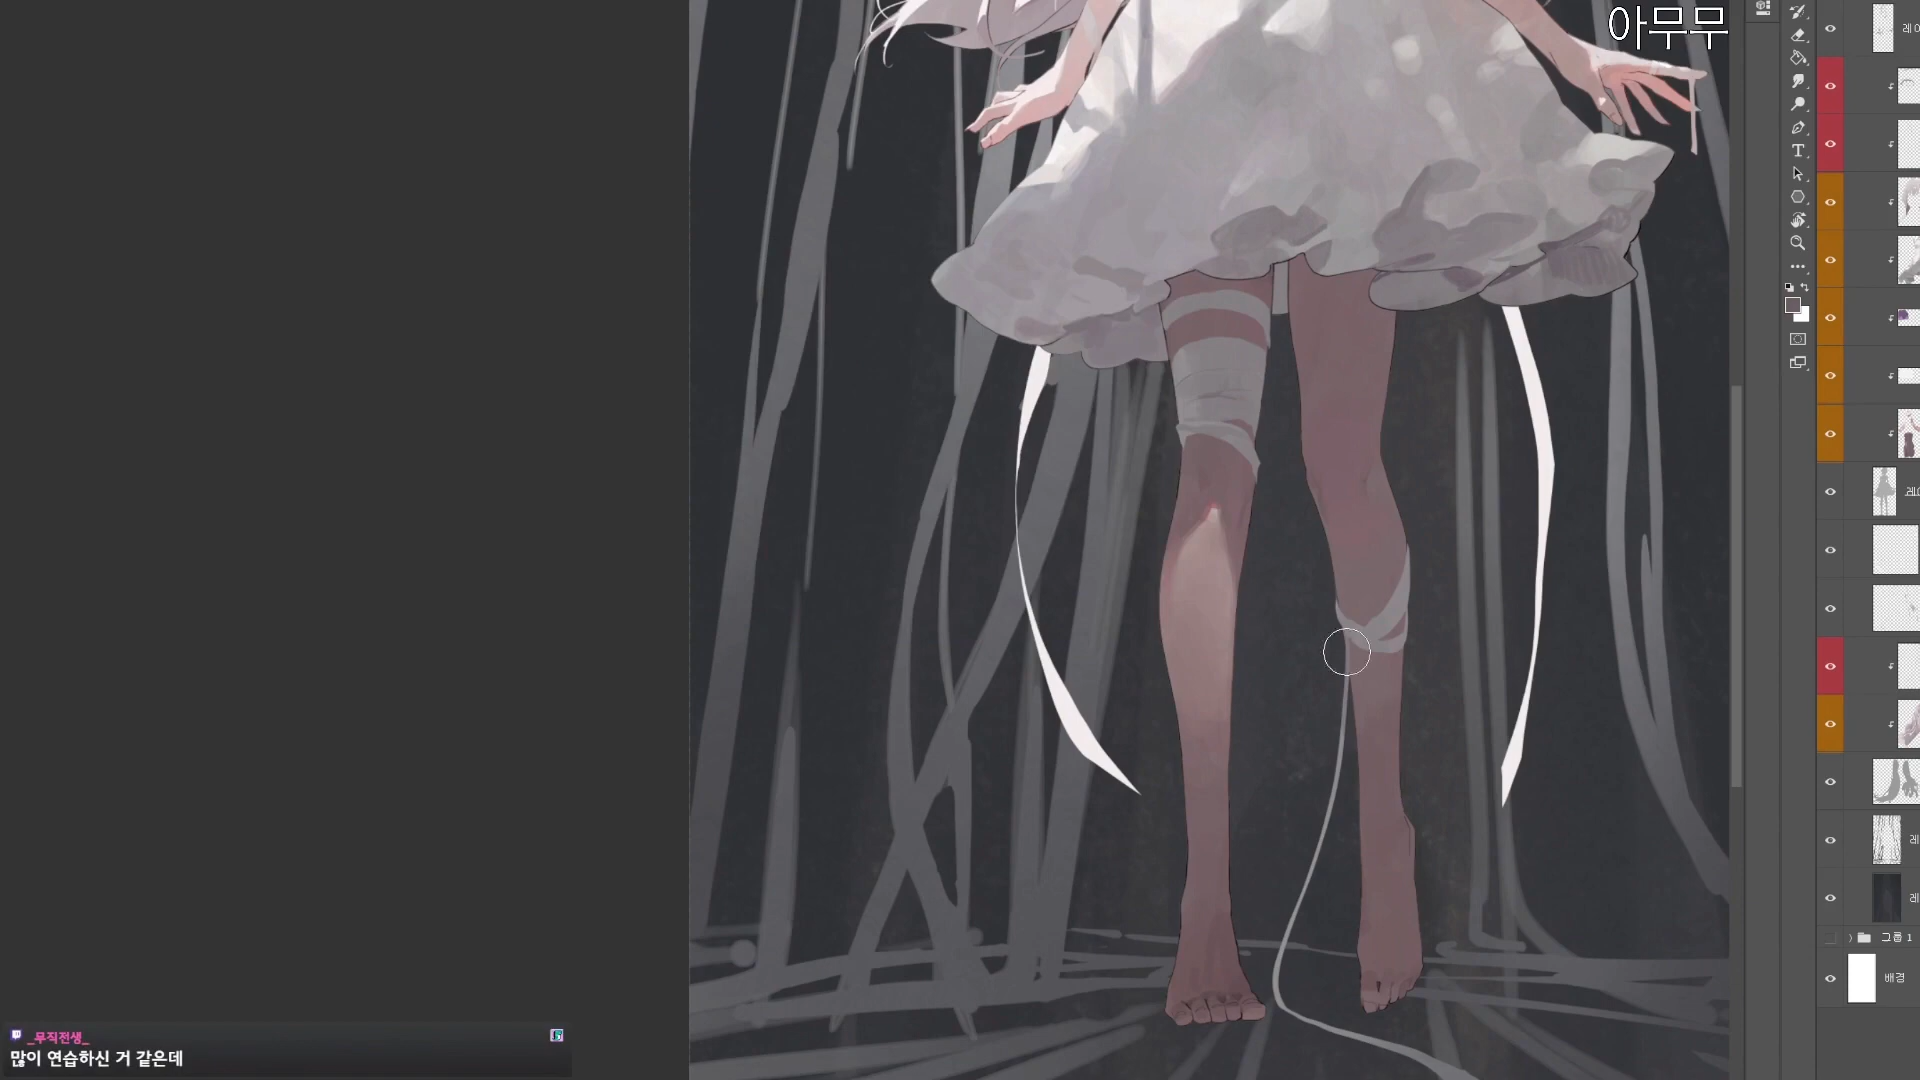 아무무
그룹 1
배경
_무직전생_
많이 연습하신 거 같은데